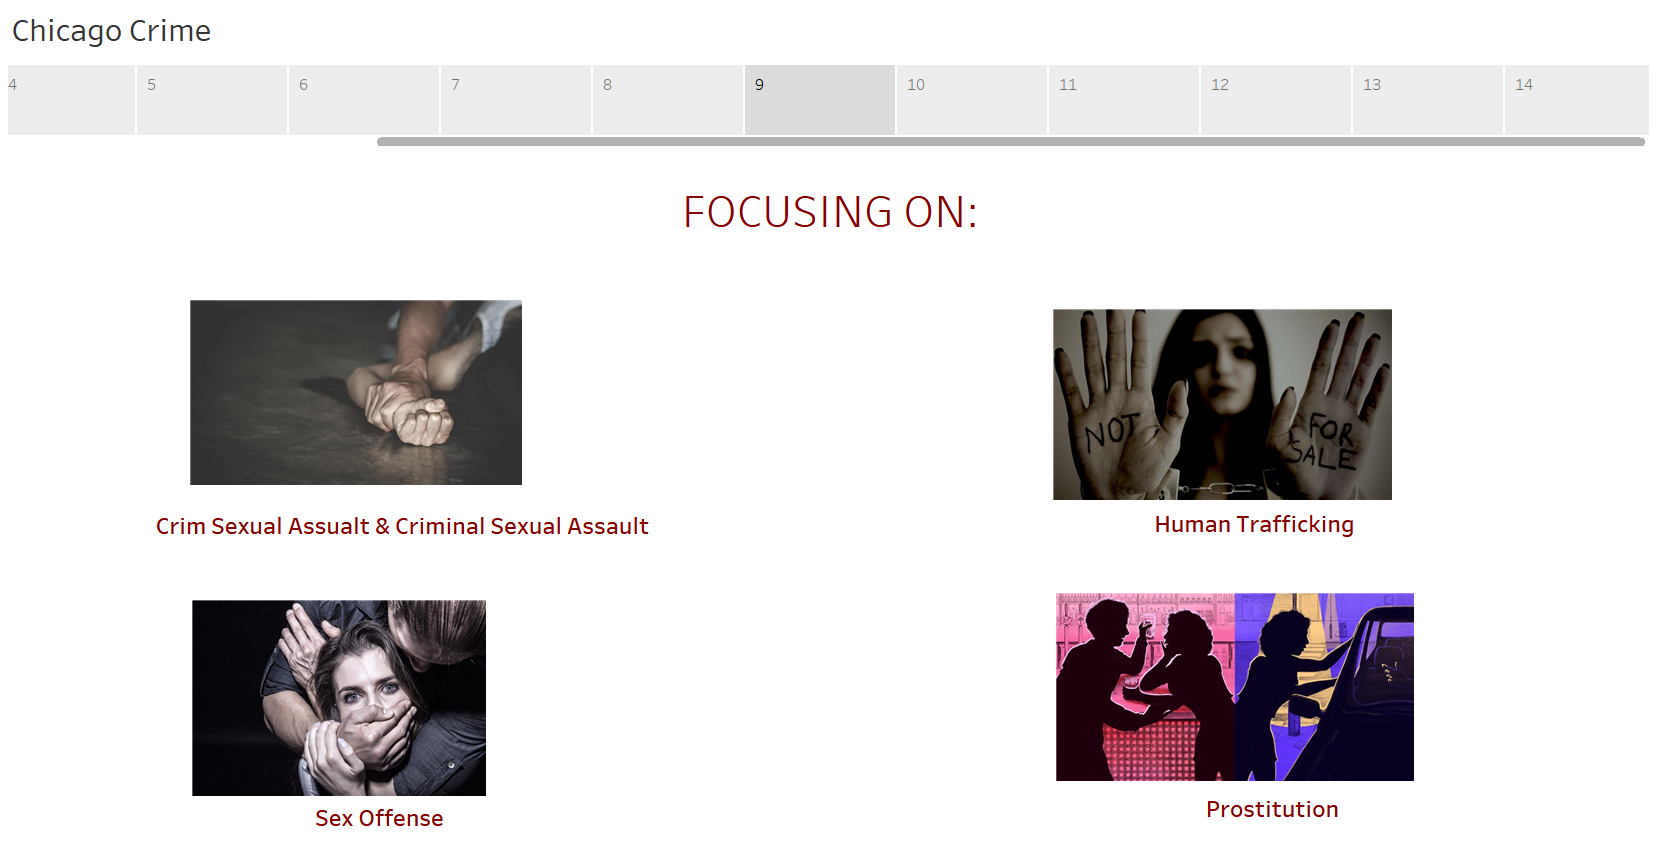 Chicago Crime
4 5 6 7 8 9 10 11 12 13 14
FOCUSING ON:
NOT FOR
SALE
Crim Sexual Assualt & Criminal Sexual Assault
Human Trafficking
Sex Offense
Prostitution